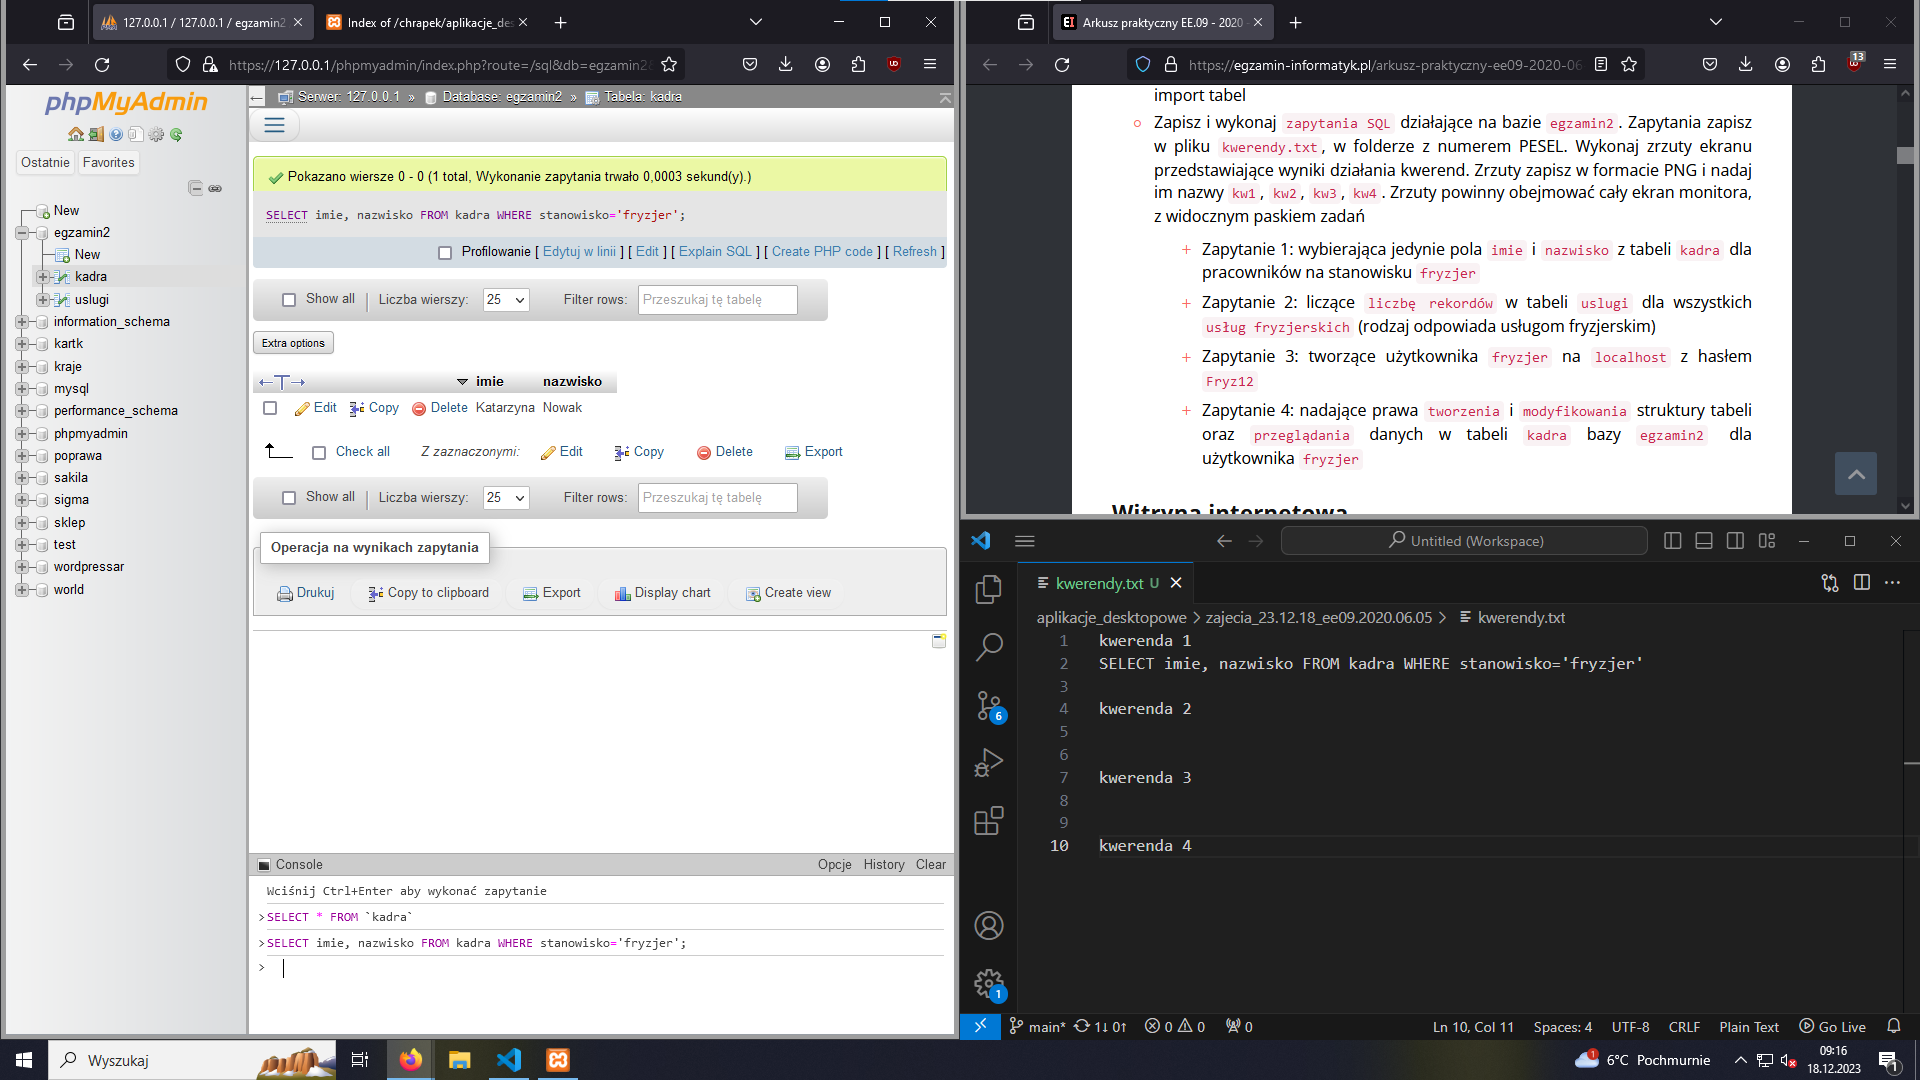 127.0.0.1 / 127.0.0.1 / egzamin2
Index of /chrapek/aplikacje_des
https://127.0.0.1/phpmyadmin/index.php?route=/sql&db=egzamin2&
phpMyAdmin
Ostatnie
Favorites
New
egzamin2
New
kadra
uslugi
information_schema
kartk
kraje
mysql
performance_schema
phpmyadmin
poprawa
sakila
sigma
sklep
test
wordpressar
world
Serwer: 127.0.0.1 » Database: egzamin2 » Tabela: kadra
Pokazano wiersze 0 - 0 (1 total, Wykonanie zapytania trwało 0,0003 sekund(y).)
SELECT imie, nazwisko FROM kadra WHERE stanowisko='fryzjer';
Profilowanie [ Edytuj w linii ] [ Edit ] [ Explain SQL ] [ Create PHP code ] [ Refresh ]
Show all | Liczba wierszy: 25 Filter rows: Przeszukaj tę tabelę
Extra options
←T→ imie nazwisko
Edit Copy Delete Katarzyna Nowak
Check all Z zaznaczonymi: Edit Copy Delete Export
Show all | Liczba wierszy: 25 Filter rows: Przeszukaj tę tabelę
Operacja na wynikach zapytania
Drukuj Copy to clipboard Export Display chart Create view
Console Opcje History Clear
Wciśnij Ctrl+Enter aby wykonać zapytanie
>SELECT * FROM `kadra`
>SELECT imie, nazwisko FROM kadra WHERE stanowisko='fryzjer';
>
EI Arkusz praktyczny EE.09 - 2020 -
https://egzamin-informatyk.pl/arkusz-praktyczny-ee09-2020-06
13
import tabel
Zapisz i wykonaj zapytania SQL działające na bazie egzamin2. Zapytania zapisz
w pliku kwerendy.txt, w folderze z numerem PESEL. Wykonaj zrzuty ekranu
przedstawiające wyniki działania kwerend. Zrzuty zapisz w formacie PNG i nadaj
im nazwy kw1, kw2, kw3, kw4. Zrzuty powinny obejmować cały ekran monitora,
z widocznym paskiem zadań
+ Zapytanie 1: wybierająca jedynie pola imie i nazwisko z tabeli kadra dla
pracowników na stanowisku fryzjer
+ Zapytanie 2: liczące liczbę rekordów w tabeli uslugi dla wszystkich
usług fryzjerskich (rodzaj odpowiada usługom fryzjerskim)
+ Zapytanie 3: tworzące użytkownika fryzjer na localhost z hasłem
Fryz12
+ Zapytanie 4: nadające prawa tworzenia i modyfikowania struktury tabeli
oraz przeglądania danych w tabeli kadra bazy egzamin2 dla
użytkownika fryzjer
Witryna internetowa
Untitled (Workspace)
kwerendy.txt U
aplikacje_desktopowe > zajecia_23.12.18_ee09.2020.06.05 > kwerendy.txt
1 kwerenda 1
2 SELECT imie, nazwisko FROM kadra WHERE stanowisko='fryzjer'
3
4 kwerenda 2
5
6
7 kwerenda 3
8
9
10 kwerenda 4
6
1
main* 1↓ 0↑ 0 0 0 Ln 10, Col 11 Spaces: 4 UTF-8 CRLF Plain Text Go Live
Wyszukaj
1 6°C Pochmurnie
09:16
18.12.2023
1